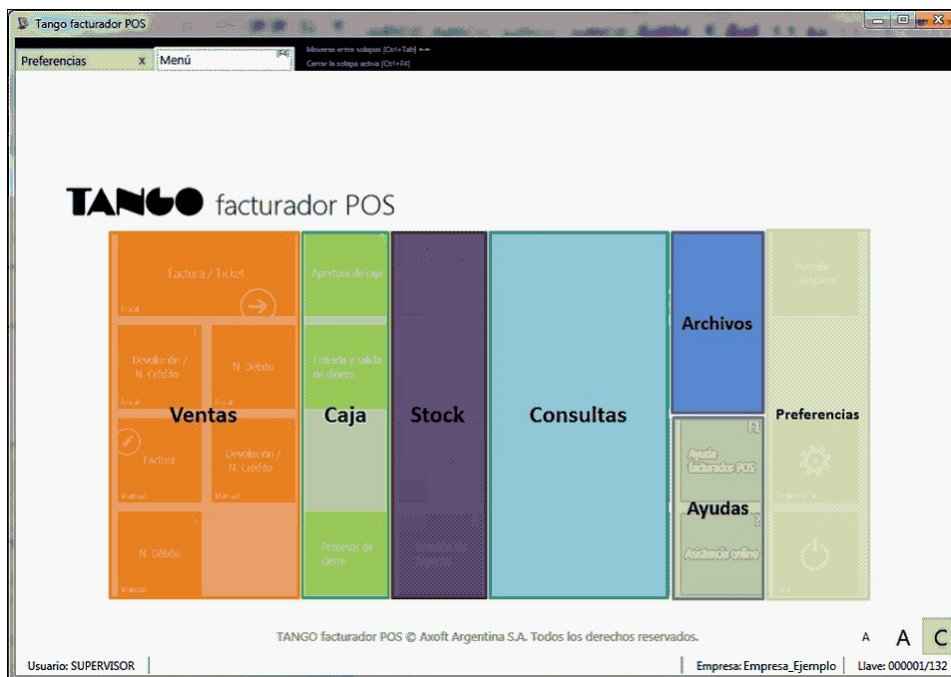 Tango facturador POS
Preferencias x Menú [F4]
Moverse entre solapas [Ctrl+Tab]
Cerrar la solapa activa [Ctrl+F4]
TANGO facturador POS
Factura / Ticket
Fiscal
Apertura de caja
Pantalla
completa
Devolución /
N. Crédito
Fiscal
N. Débito
Fiscal
Entrada y salida
de dinero
Archivos
Ventas
Caja
Stock
Consultas
Preferencias
Factura
Manual
Devolución /
N. Crédito
Manual
Ayuda
facturador POS
Ayudas
N. Débito
Manual
Procesos de
cierre
Asistencia online
TANGO facturador POS © Axoft Argentina S.A. Todos los derechos reservados.
A A C
Usuario: SUPERVISOR
Empresa: Empresa_Ejemplo
Llave: 000001/132